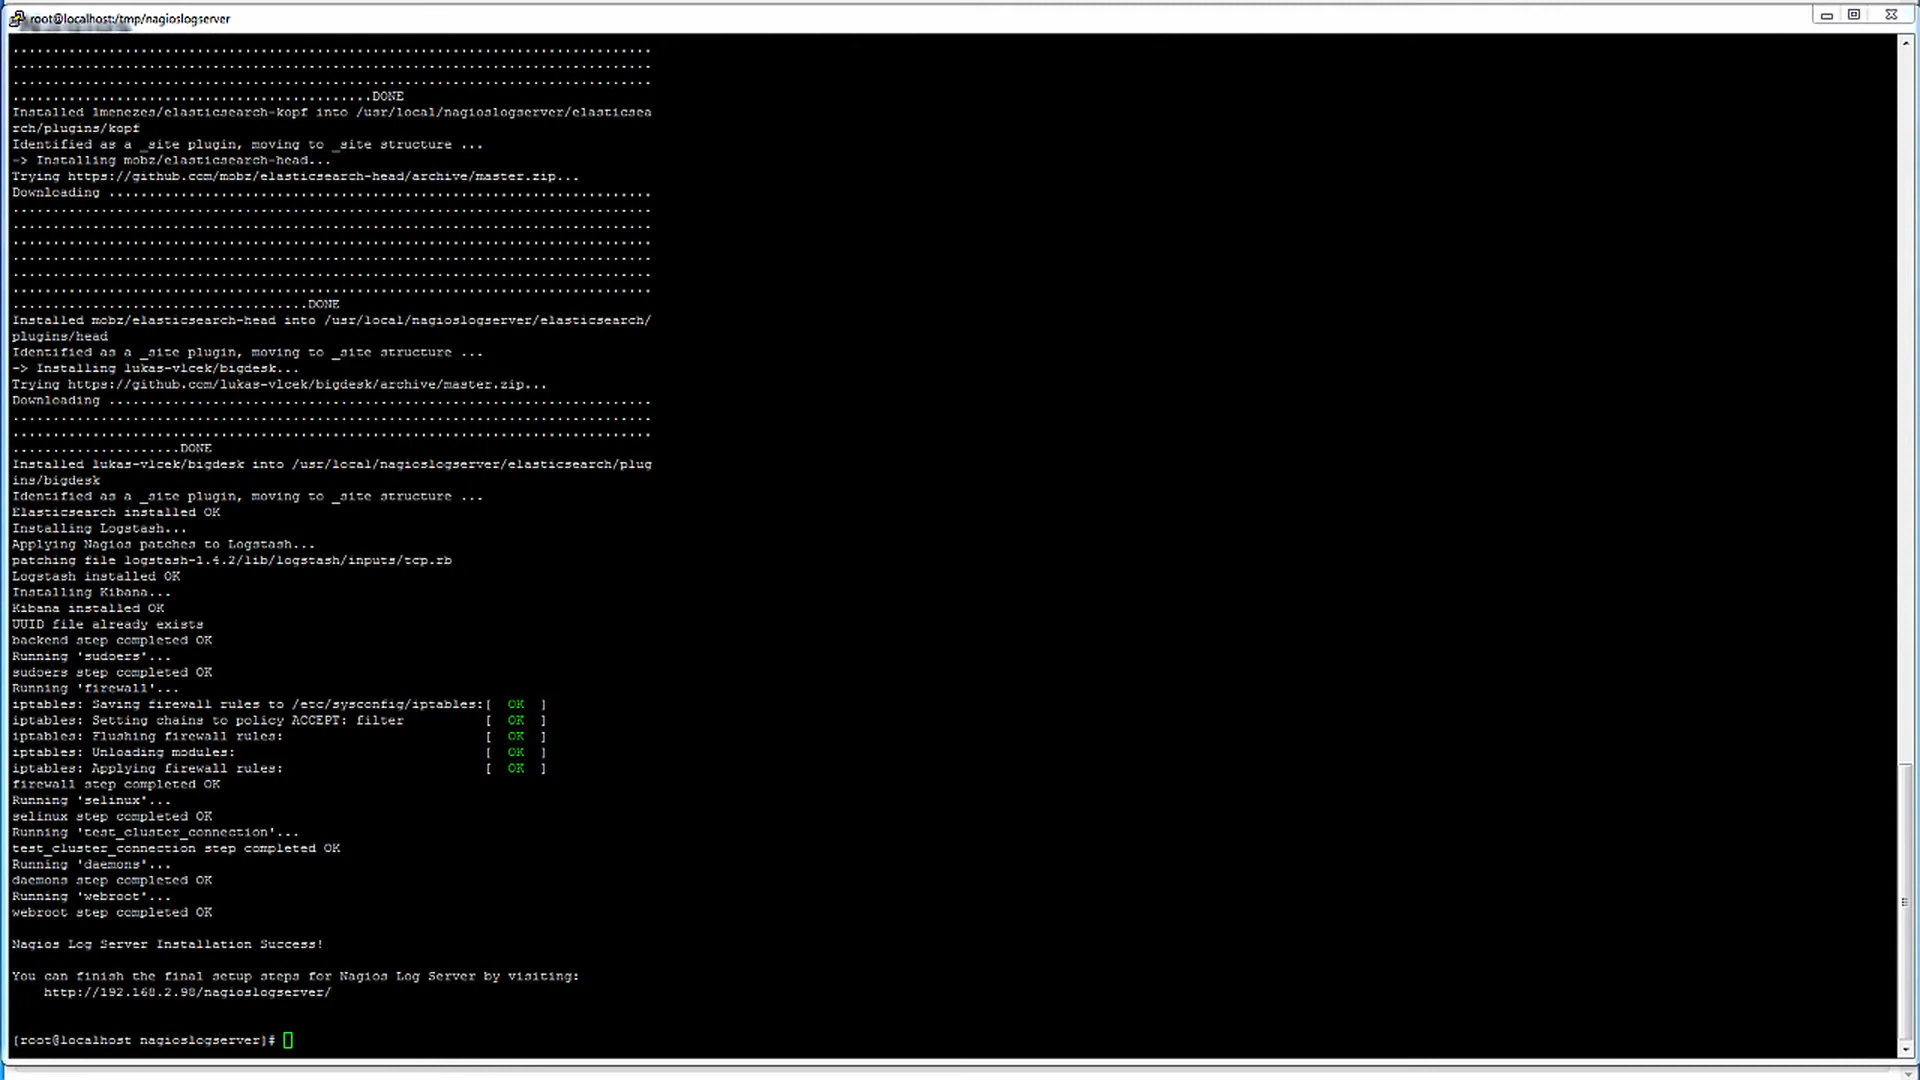 root@localhost:/tmp/nagioslogserver
................................................................................
................................................................................
................................................................................
.............................................DONE
Installed lmenezes/elasticsearch-kopf into /usr/local/nagioslogserver/elasticsea
rch/plugins/kopf
Identified as a _site plugin, moving to _site structure ...
-> Installing mobz/elasticsearch-head...
Trying https://github.com/mobz/elasticsearch-head/archive/master.zip...
Downloading ....................................................................
................................................................................
................................................................................
................................................................................
................................................................................
................................................................................
................................................................................
.....................................DONE
Installed mobz/elasticsearch-head into /usr/local/nagioslogserver/elasticsearch/
plugins/head
Identified as a _site plugin, moving to _site structure ...
-> Installing lukas-vlcek/bigdesk...
Trying https://github.com/lukas-vlcek/bigdesk/archive/master.zip...
Downloading ....................................................................
................................................................................
................................................................................
.....................DONE
Installed lukas-vlcek/bigdesk into /usr/local/nagioslogserver/elasticsearch/plug
ins/bigdesk
Identified as a _site plugin, moving to _site structure ...
Elasticsearch installed OK
Installing Logstash...
Applying Nagios patches to Logstash...
patching file logstash-1.4.2/lib/logstash/inputs/tcp.rb
Logstash installed OK
Installing Kibana...
Kibana installed OK
UUID file already exists
backend step completed OK
Running 'sudoers'...
sudoers step completed OK
Running 'firewall'...
iptables: Saving firewall rules to /etc/sysconfig/iptables:[  OK  ]
iptables: Setting chains to policy ACCEPT: filter          [  OK  ]
iptables: Flushing firewall rules:                         [  OK  ]
iptables: Unloading modules:                               [  OK  ]
iptables: Applying firewall rules:                         [  OK  ]
firewall step completed OK
Running 'selinux'...
selinux step completed OK
Running 'test_cluster_connection'...
test_cluster_connection step completed OK
Running 'daemons'...
daemons step completed OK
Running 'webroot'...
webroot step completed OK
Nagios Log Server Installation Success!
You can finish the final setup steps for Nagios Log Server by visiting:
http://192.168.2.98/nagioslogserver/
[root@localhost nagioslogserver]#